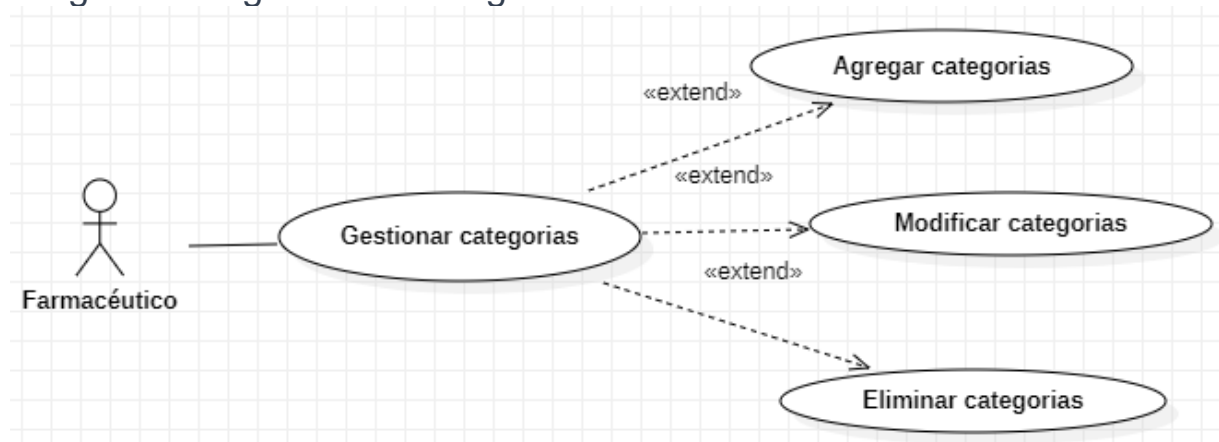 Agregar categorias
«extend»
«extend»
Modificar categorias
Gestionar categorias
«extend»
Farmacéutico
Eliminar categorias